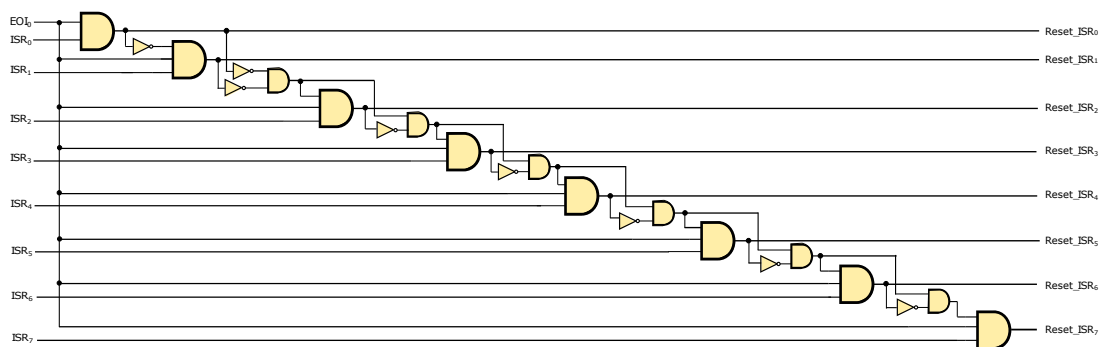 EOI₀
ISR₀
Reset_ISR₀
Reset_ISR₁
ISR₁
Reset_ISR₂
ISR₂
Reset_ISR₃
ISR₃
Reset_ISR₄
ISR₄
Reset_ISR₅
ISR₅
Reset_ISR₆
ISR₆
Reset_ISR₇
ISR₇